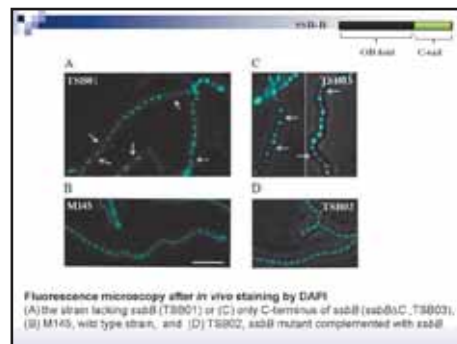 SSB-B
OB fold
C-tail
A
TSB01
C
TSB03
B
M145
D
TSB02
Fluorescence microscopy after in vivo staining by DAPI
(A) the strain lacking ssbB (TSB01) or (C) only C-terminus of ssbB (ssbBΔC ,TSB03),
(B) M145, wild type strain, and (D) TSB02, ssbB mutant complemented with ssbB